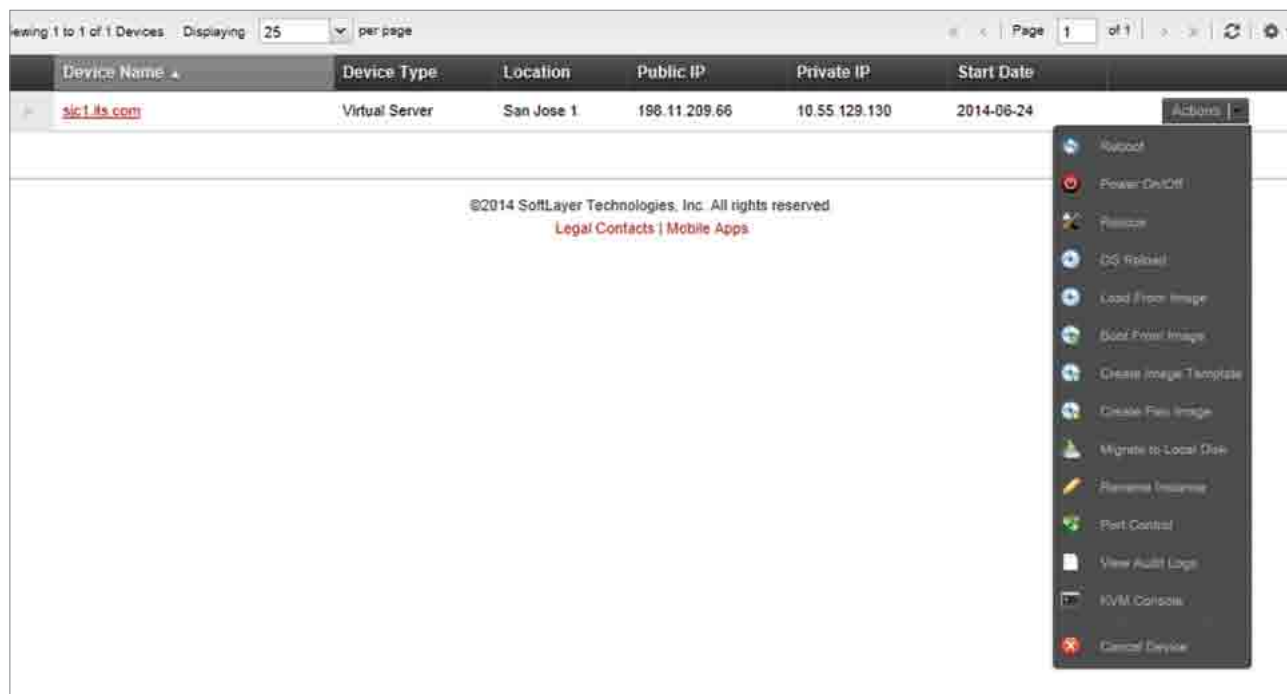 ewing 1 to 1 of 1 Devices Displaying 25 per page Page 1 of 1
Device Name Device Type Location Public IP Private IP Start Date
sic1.its.com Virtual Server San Jose 1 198.11.209.66 10.55.129.130 2014-06-24 Actions
Reboot
Power On/Off
Rescue
OS Reload
Load From Image
Boot From Image
Create Image Template
Create Flex Image
Migrate to Local Disk
Rename Instance
Port Control
View Audit Logs
KVM Console
Cancel Device
©2014 SoftLayer Technologies, Inc. All rights reserved
Legal Contacts | Mobile Apps